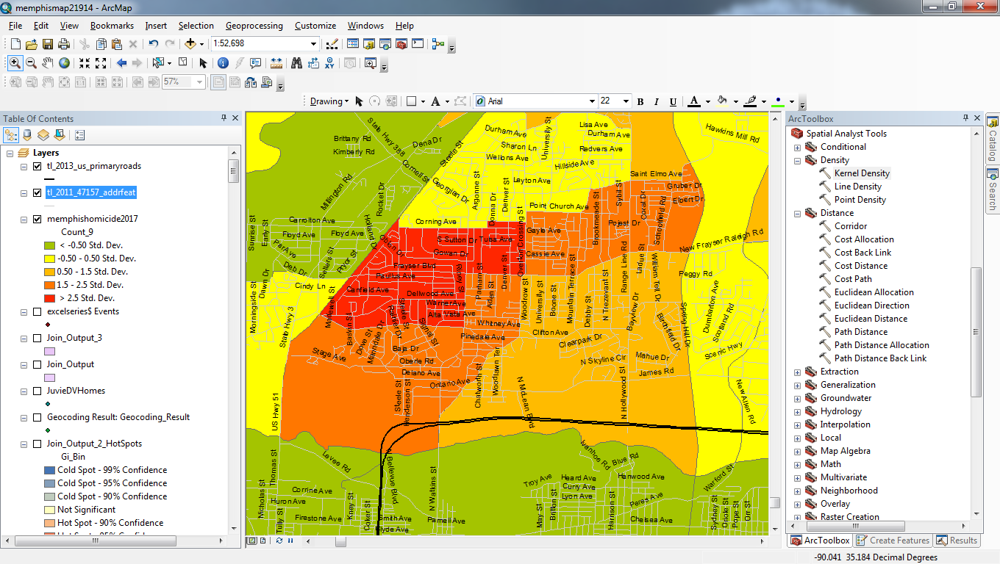 memphismap21914 - ArcMap
File Edit View Bookmarks Insert Selection Geoprocessing Customize Windows Help
1:52,698
57%
Drawing Arial 22 B I U A
Table Of Contents
Layers
tl_2013_us_primaryroads
tl_2011_47157_addrfeat
memphishomicide2017
Count_9
< -0.50 Std. Dev.
-0.50 - 0.50 Std. Dev.
0.50 - 1.5 Std. Dev.
1.5 - 2.5 Std. Dev.
> 2.5 Std. Dev.
excelseries$ Events
Join_Output_3
Join_Output
JuvieDVHomes
Geocoding Result: Geocoding_Result
Join_Output_2_HotSpots
Gi_Bin
Cold Spot - 99% Confidence
Cold Spot - 95% Confidence
Cold Spot - 90% Confidence
Not Significant
Hot Spot - 90% Confidence
Brittany Rd
Kimberly Rd
State Hwy 388
Dena Dr
Steele St
Cornell St
Georgian Dr
Millington Rd
Rocket Dr
Holland Dr
Durham Ave
Sharon Ln
Wellons Ave
University St
Lisa Ave
Durham Ave
Redvers Ave
Hillside Ave
Hawkins Mill Rd
Argonne St
Leyton Ave
Donna Dr
Denver St
Point Church Ave
Saint Elmo Ave
Gruber Dr
Elbert Dr
Sybil St
Coral Dr
Schoolfield Rd
Brookmeade St
Sunrise St
Early St
Carrolton Ave
Floyd Ave
Floyd Ave
Par Ave
Deb Dr
Sellers St
Pryor St
Corning Ave
S Sutton Dr
Tulsa Ave
Gowan Dr
Overton Crossing St
Gayle Ave
Cassie Ave
Pojest Dr
New Frayser Raleigh Rd
Frayser Blvd
Paullus Ave
Canfield Ave
Dellwood Ave
Warner Ave
Alta Vista Ave
Whitney Ave
Pinedale Ave
Cindy Ln
Dawn Dr
Morningside St
State Hwy 3
Mathewell St
Baskin St
Steele St
Signal St
Dove St
Manndale Dr
Baja Dr
Stage Ave
Oberle Rd
Delano Ave
Ontario Ave
Parham St
Aden St
Denver St
Woodrow St
University St
Boone St
Mountain Terrace St
Debby St
N Trezevant St
Range Line Rd
Ladue St
William Tell Dr
Bayview Dr
Birchfield Dr
Spring Hill Dr
Peggy Rd
Dumbarton Ave
Scotland Rd
Scenic Hwy
New Allen Rd
Clifton Ave
Clearpark Dr
N Skyline Cir
Mahue Dr
James Rd
Chatworth St
Woodlawn Ter
N McLean Blvd
N Hollywood St
US Hwy 51
Steele St
Henderson St
Thomas St
Levee Rd
Bellevue Blvd
N Watkins St
Nicholas St
Corrine Ave
Huron Ave
Kney St
Coker St
Tully St
Firestone Ave
Smith Ave
Clyde Ave
Parnell Ave
Ivanhoe Rd
Blue Rd
Troy Ave
Heard Ave
Curry Ave
Lyon Ave
Hanwood Ave
May St
Britton St
Harrison St
Peres Ave
Chelsea Ave
Warford St
Sydney St
Oriole St
Pope St
Orr St
ArcToolbox
Spatial Analyst Tools
Conditional
Density
Kernel Density
Line Density
Point Density
Distance
Corridor
Cost Allocation
Cost Back Link
Cost Distance
Cost Path
Euclidean Allocation
Euclidean Direction
Euclidean Distance
Path Distance
Path Distance Allocation
Path Distance Back Link
Extraction
Generalization
Groundwater
Hydrology
Interpolation
Local
Map Algebra
Math
Multivariate
Neighborhood
Overlay
Raster Creation
ArcToolbox Create Features Results
Catalog
Search
-90.041 35.184 Decimal Degrees